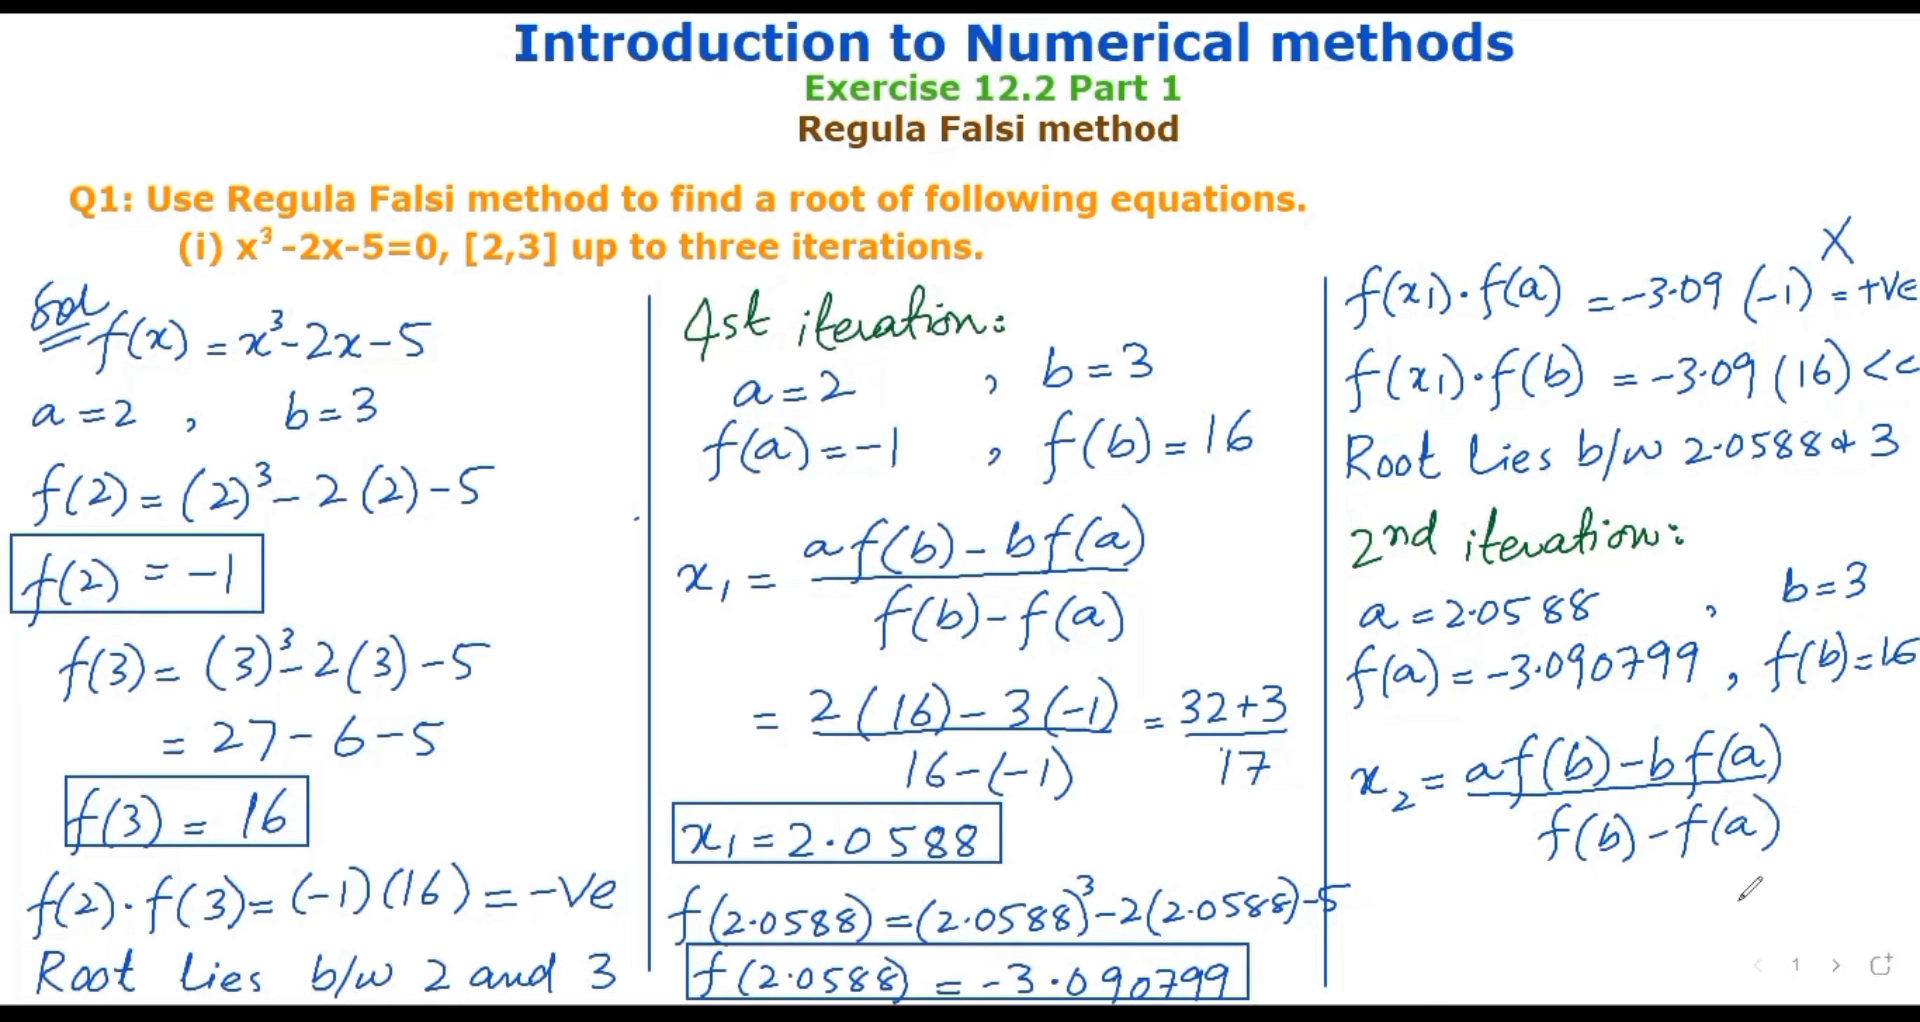 Introduction to Numerical methods
Exercise 12.2 Part 1
Regula Falsi method
Q1: Use Regula Falsi method to find a root of following equations.
(i) x³ -2x-5=0, [2,3] up to three iterations.
Sol
f(x) = x³-2x-5
a=2 , b=3
f(2) = (2)³-2(2)-5
f(2) = -1
f(3) = (3)³-2(3)-5
= 27-6-5
f(3) = 16
f(2)·f(3) = (-1)(16) = -ve
Root Lies b/w 2 and 3
1st iteration:
a=2 , b=3
f(a)=-1 , f(b)=16
x₁ = af(b)-bf(a)
f(b)-f(a)
= 2(16)-3(-1) = 32+3
16-(-1) 17
x₁ = 2.0588
f(2.0588) = (2.0588)³-2(2.0588)-5
f(2.0588) = -3.090799
X
f(x₁)·f(a) = -3.09 (-1) = +ve
f(x₁)·f(b) = -3.09 (16) <
Root Lies b/w 2.0588 & 3
2nd iteration:
a=2.0588 , b=3
f(a) = -3.090799 , f(b)=16
x₂ = af(b)-bf(a)
f(b)-f(a)
< 1 >